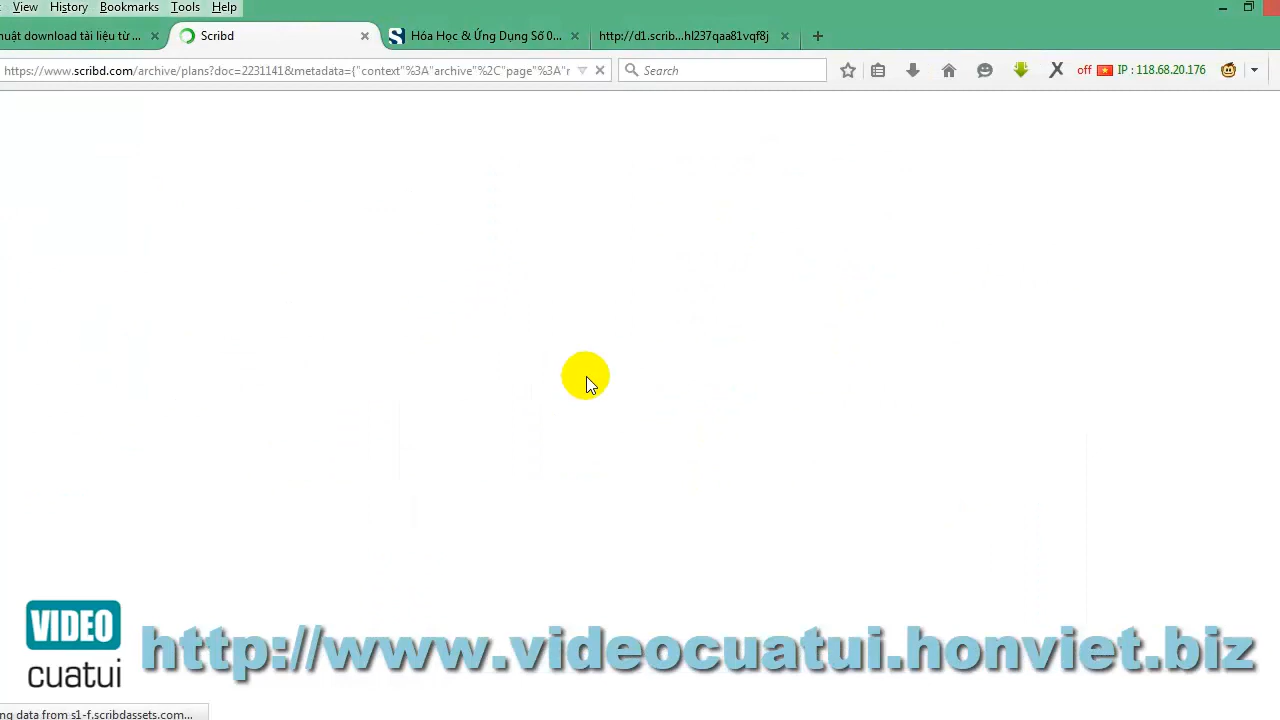 View History Bookmarks Tools Help
huật download tài liệu từ ... Scribd Hóa Học & Ứng Dụng Số 0... http://d1.scrib...hl237qaa81vqf8j
https://www.scribd.com/archive/plans?doc=2231141&metadata={"context"%3A"archive"%2C"page"%3A"r Search off IP : 118.68.20.176
VIDEO
cuatui
http://www.videocuatui.honviet.biz
ng data from s1-f.scribdassets.com...